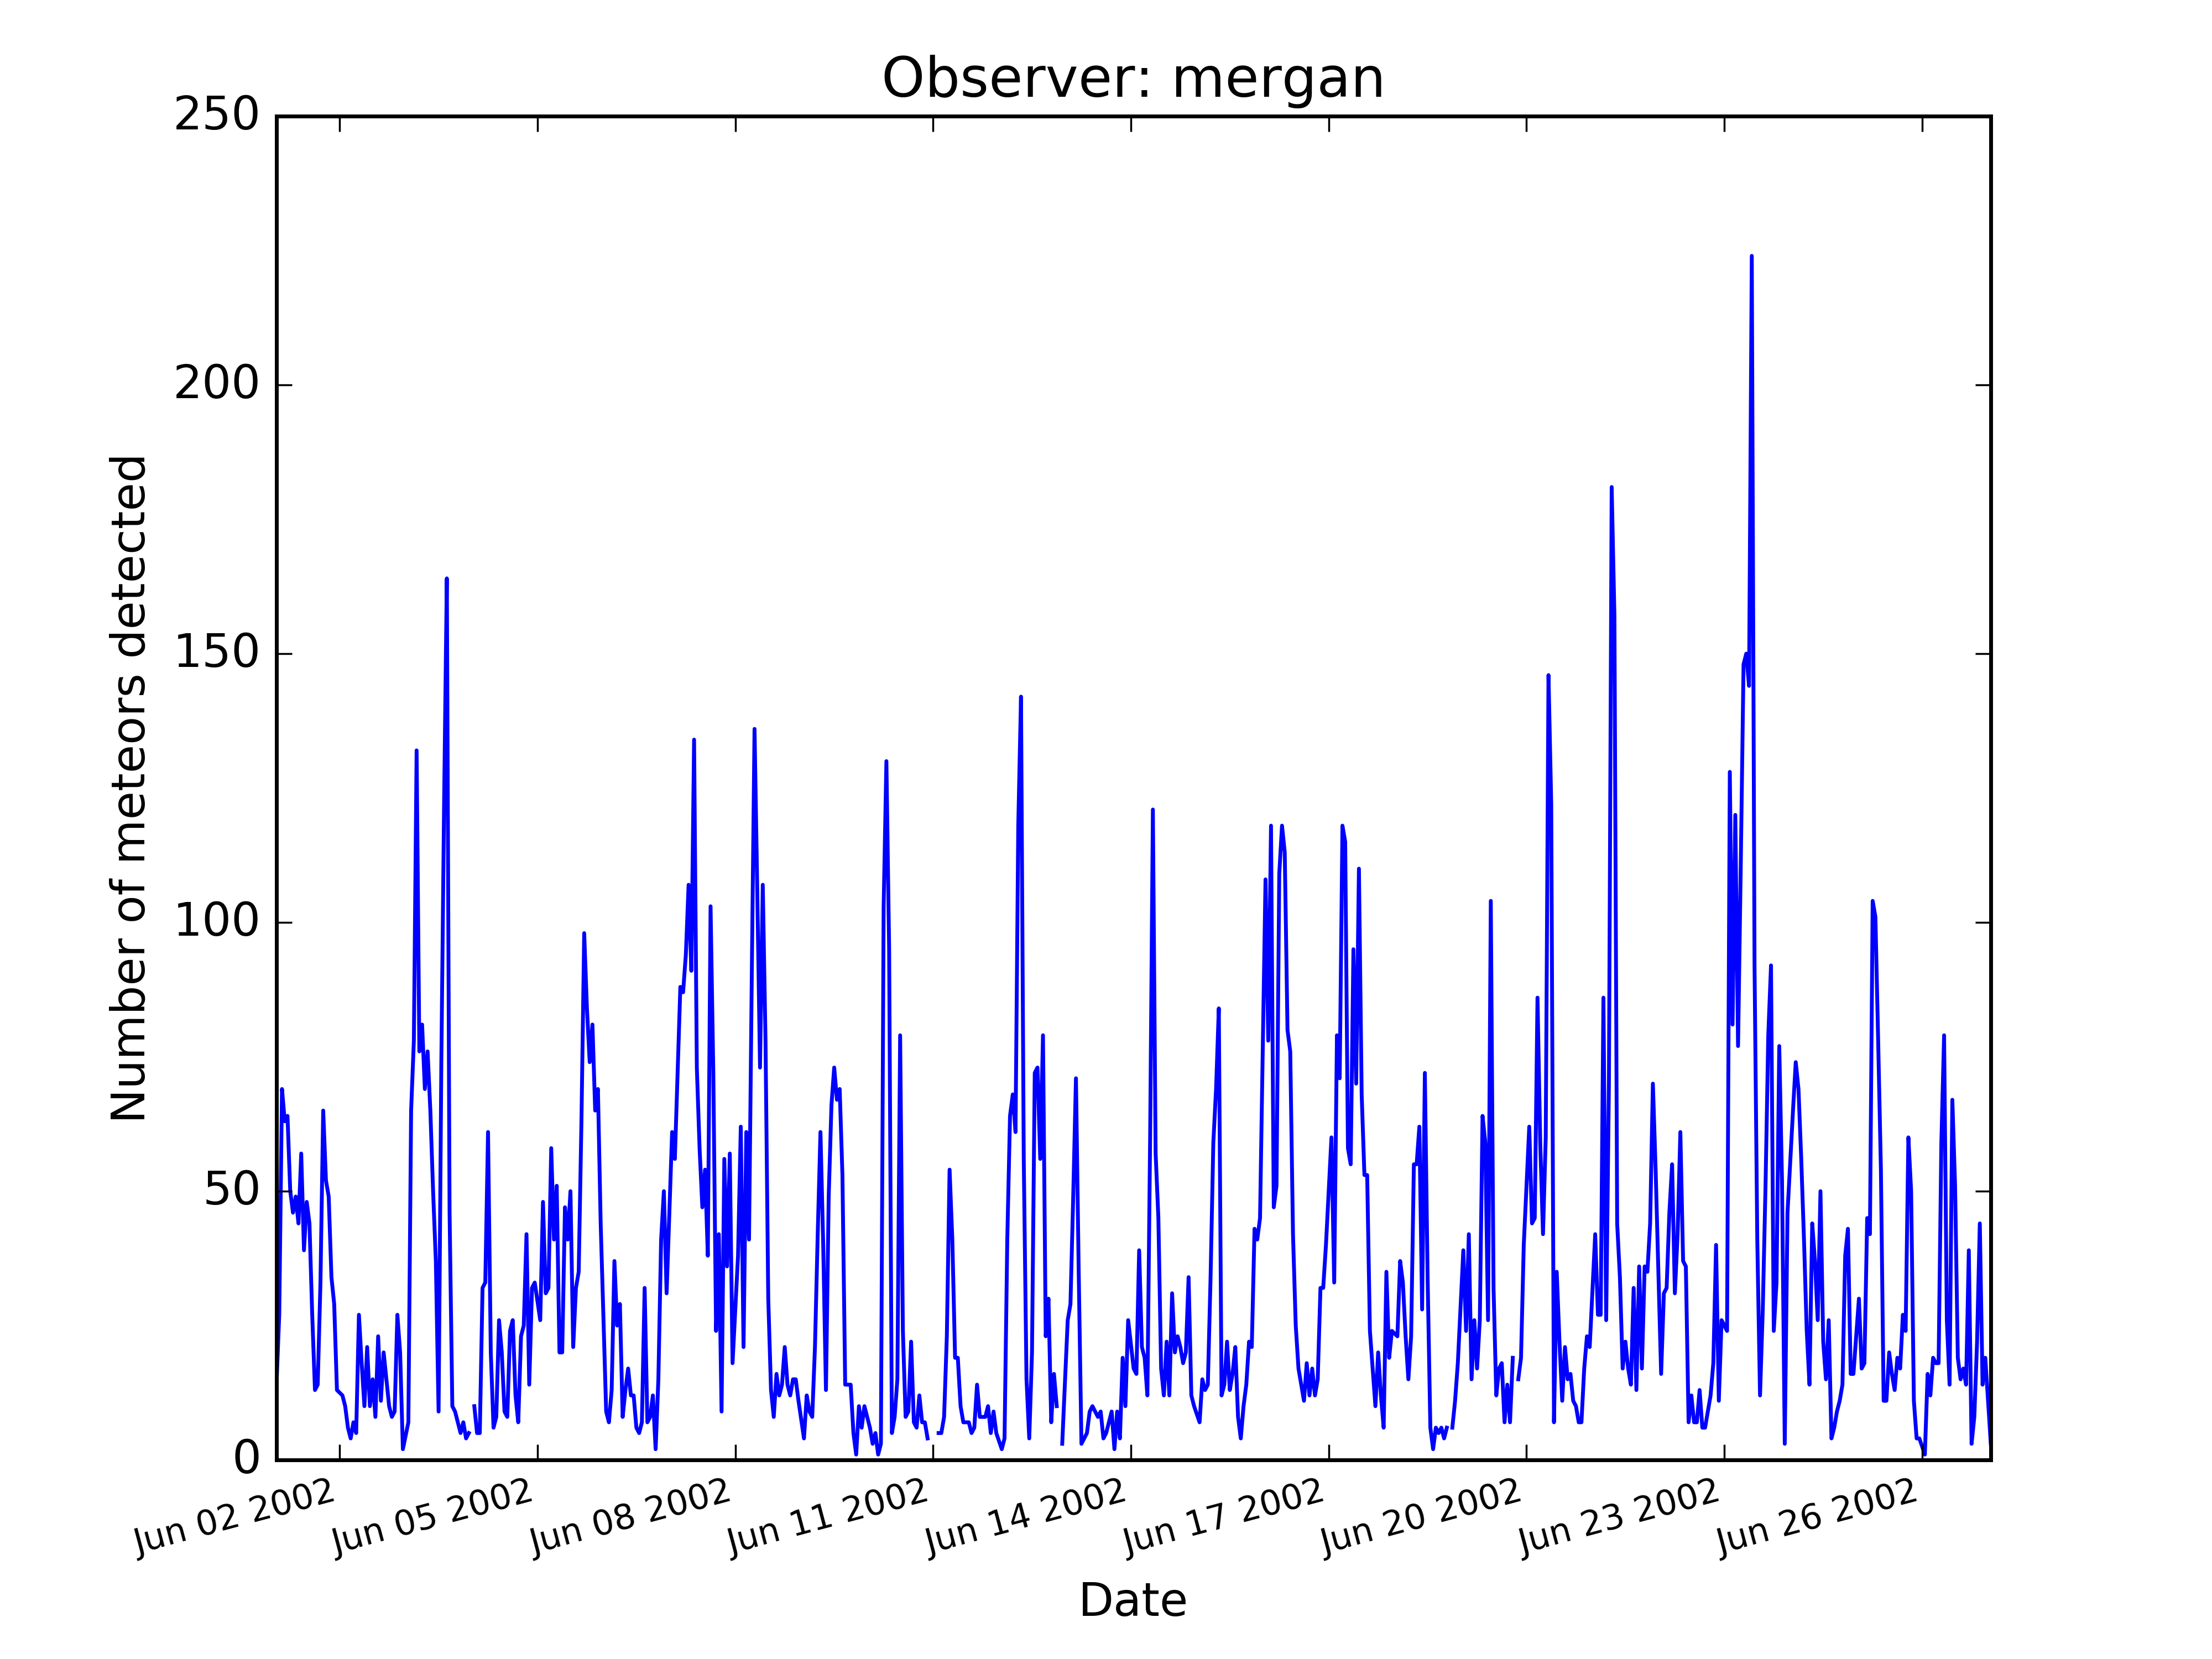 Observer: mergan
250
200
150
100
50
0
Number of meteors detected
Jun 02 2002
Jun 05 2002
Jun 08 2002
Jun 11 2002
Jun 14 2002
Jun 17 2002
Jun 20 2002
Jun 23 2002
Jun 26 2002
Date